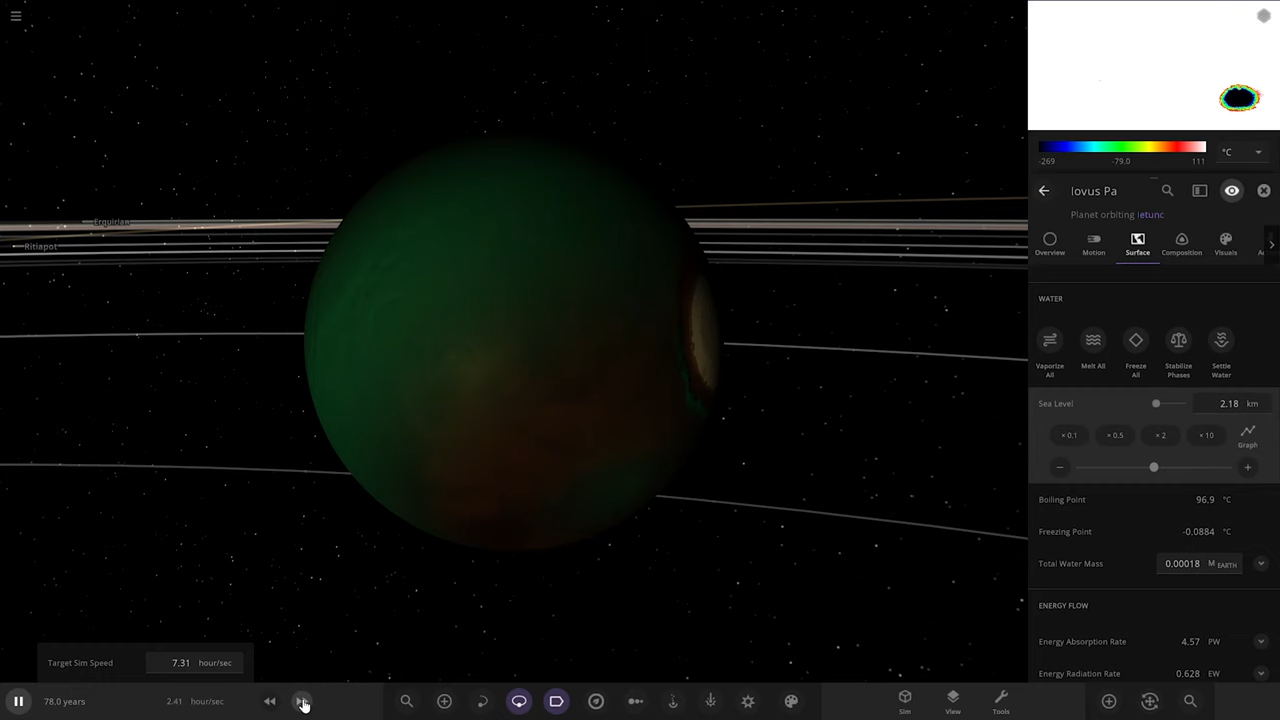 °C
-269 -79.0 111
Iovus Pa
Planet orbiting Ietunc
Overview Motion Surface Composition Visuals
WATER
Vaporize All
Melt All
Freeze All
Stabilize Phases
Settle Water
Sea Level 2.18 km
× 0.1 × 0.5 × 2 × 10
Graph
Boiling Point 96.9 °C
Freezing Point -0.0884 °C
Total Water Mass 0.00018 M EARTH
ENERGY FLOW
Energy Absorption Rate 4.57 PW
Energy Radiation Rate 0.628 EW
Erquirlan
Ritiapot
Target Sim Speed 7.31 hour/sec
78.0 years 2.41 hour/sec
Sim View Tools